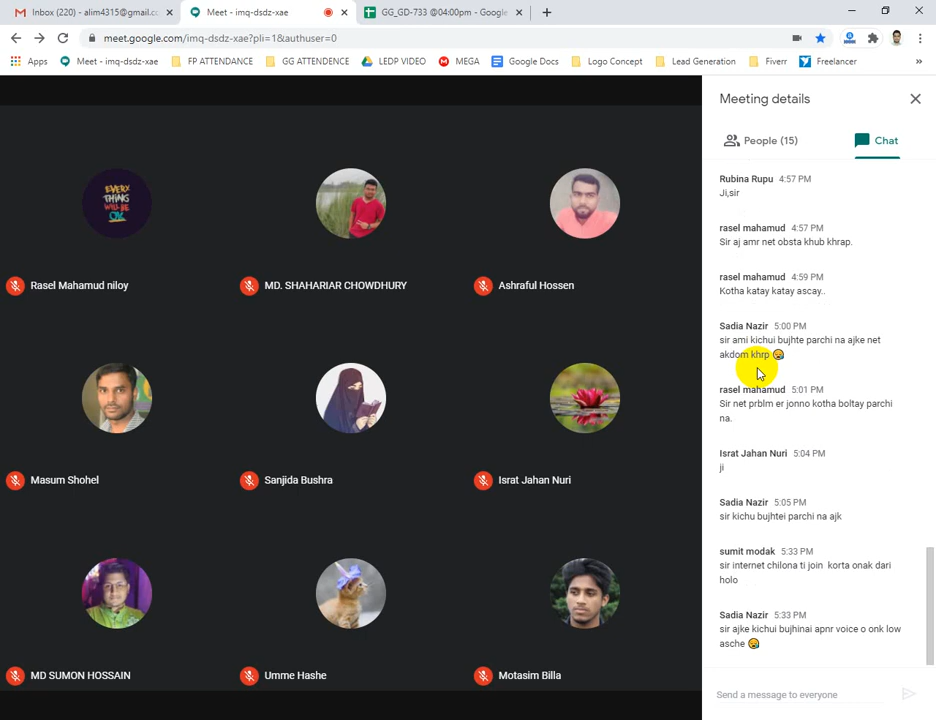 Inbox (220) - alim4315@gmail.cc
Meet - imq-dsdz-xae
GG_GD-733 @04:00pm - Google
meet.google.com/imq-dsdz-xae?pli=1&authuser=0
Apps
Meet - imq-dsdz-xae
FP ATTENDANCE
GG ATTENDENCE
LEDP VIDEO
MEGA
Google Docs
Logo Concept
Lead Generation
Fiverr
Freelancer
»
EVERY
THING
WILL BE
OK
Rasel Mahamud niloy
MD. SHAHARIAR CHOWDHURY
Ashraful Hossen
Masum Shohel
Sanjida Bushra
Israt Jahan Nuri
MD SUMON HOSSAIN
Umme Hashe
Motasim Billa
Meeting details
People (15)
Chat
Rubina Rupu 4:57 PM
Ji,sir
rasel mahamud 4:57 PM
Sir aj amr net obsta khub khrap.
rasel mahamud 4:59 PM
Kotha katay katay ascay..
Sadia Nazir 5:00 PM
sir ami kichui bujhte parchi na ajke net
akdom khrp
rasel mahamud 5:01 PM
Sir net prblm er jonno kotha boltay parchi
na.
Israt Jahan Nuri 5:04 PM
ji
Sadia Nazir 5:05 PM
sir kichu bujhtei parchi na ajk
sumit modak 5:33 PM
sir internet chilona ti join korta onak dari
holo
Sadia Nazir 5:33 PM
sir ajke kichui bujhinai apnr voice o onk low
asche
Send a message to everyone